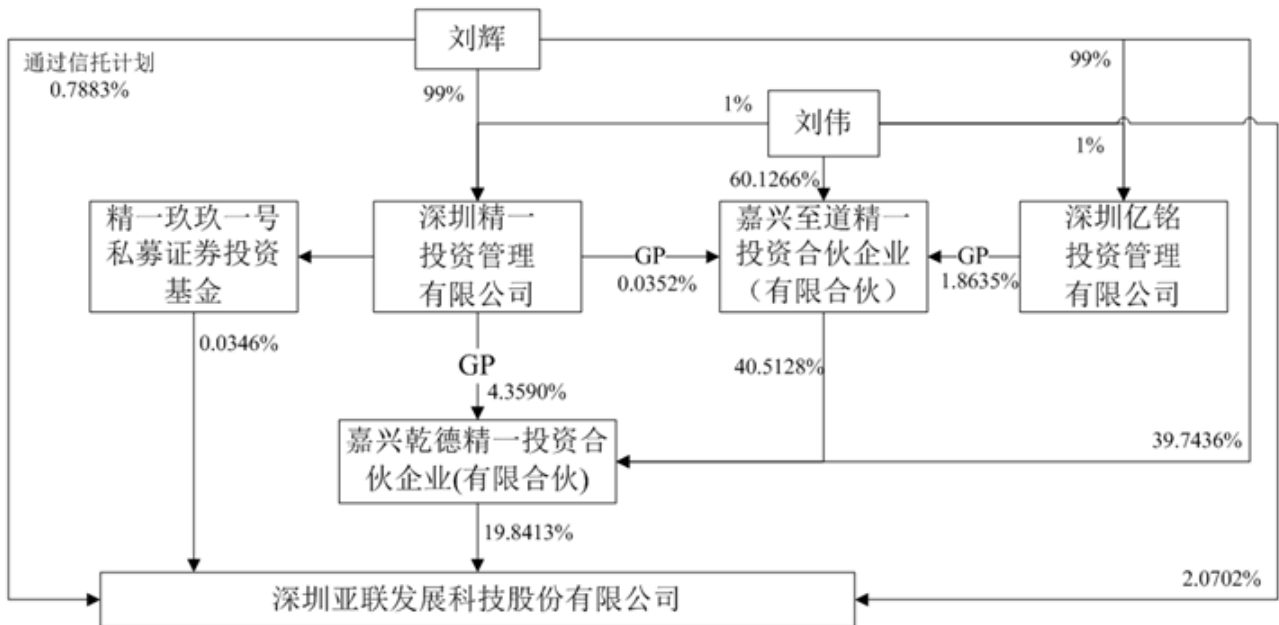 刘辉
通过信托计划
0.7883%
99%
99%
1%
刘伟
1%
60.1266%
精一玖玖一号
私募证券投资
基金
深圳精一
投资管理
有限公司
GP
0.0352%
嘉兴至道精一
投资合伙企业
（有限合伙）
GP
1.8635%
深圳亿铭
投资管理
有限公司
0.0346%
GP
4.3590%
40.5128%
嘉兴乾德精一投资合
伙企业(有限合伙)
39.7436%
19.8413%
2.0702%
深圳亚联发展科技股份有限公司